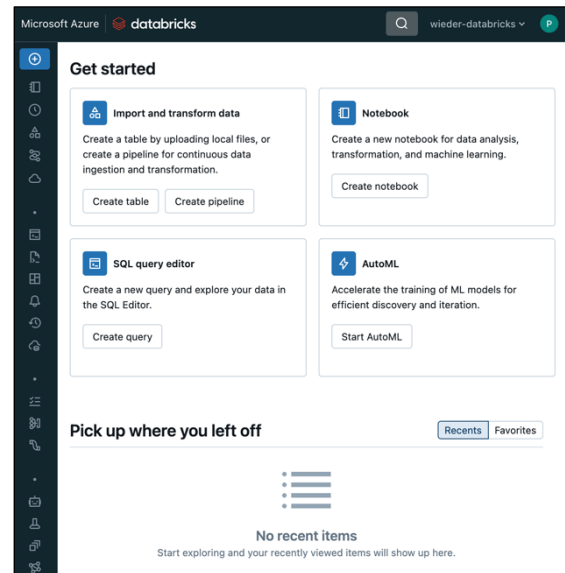 Microsoft Azure databricks wieder-databricks P
Get started
Import and transform data
Create a table by uploading local files, or
create a pipeline for continuous data
ingestion and transformation.
Create table Create pipeline
Notebook
Create a new notebook for data analysis,
transformation, and machine learning.
Create notebook
SQL query editor
Create a new query and explore your data in
the SQL Editor.
Create query
AutoML
Accelerate the training of ML models for
efficient discovery and iteration.
Start AutoML
Pick up where you left off Recents Favorites
No recent items
Start exploring and your recently viewed items will show up here.